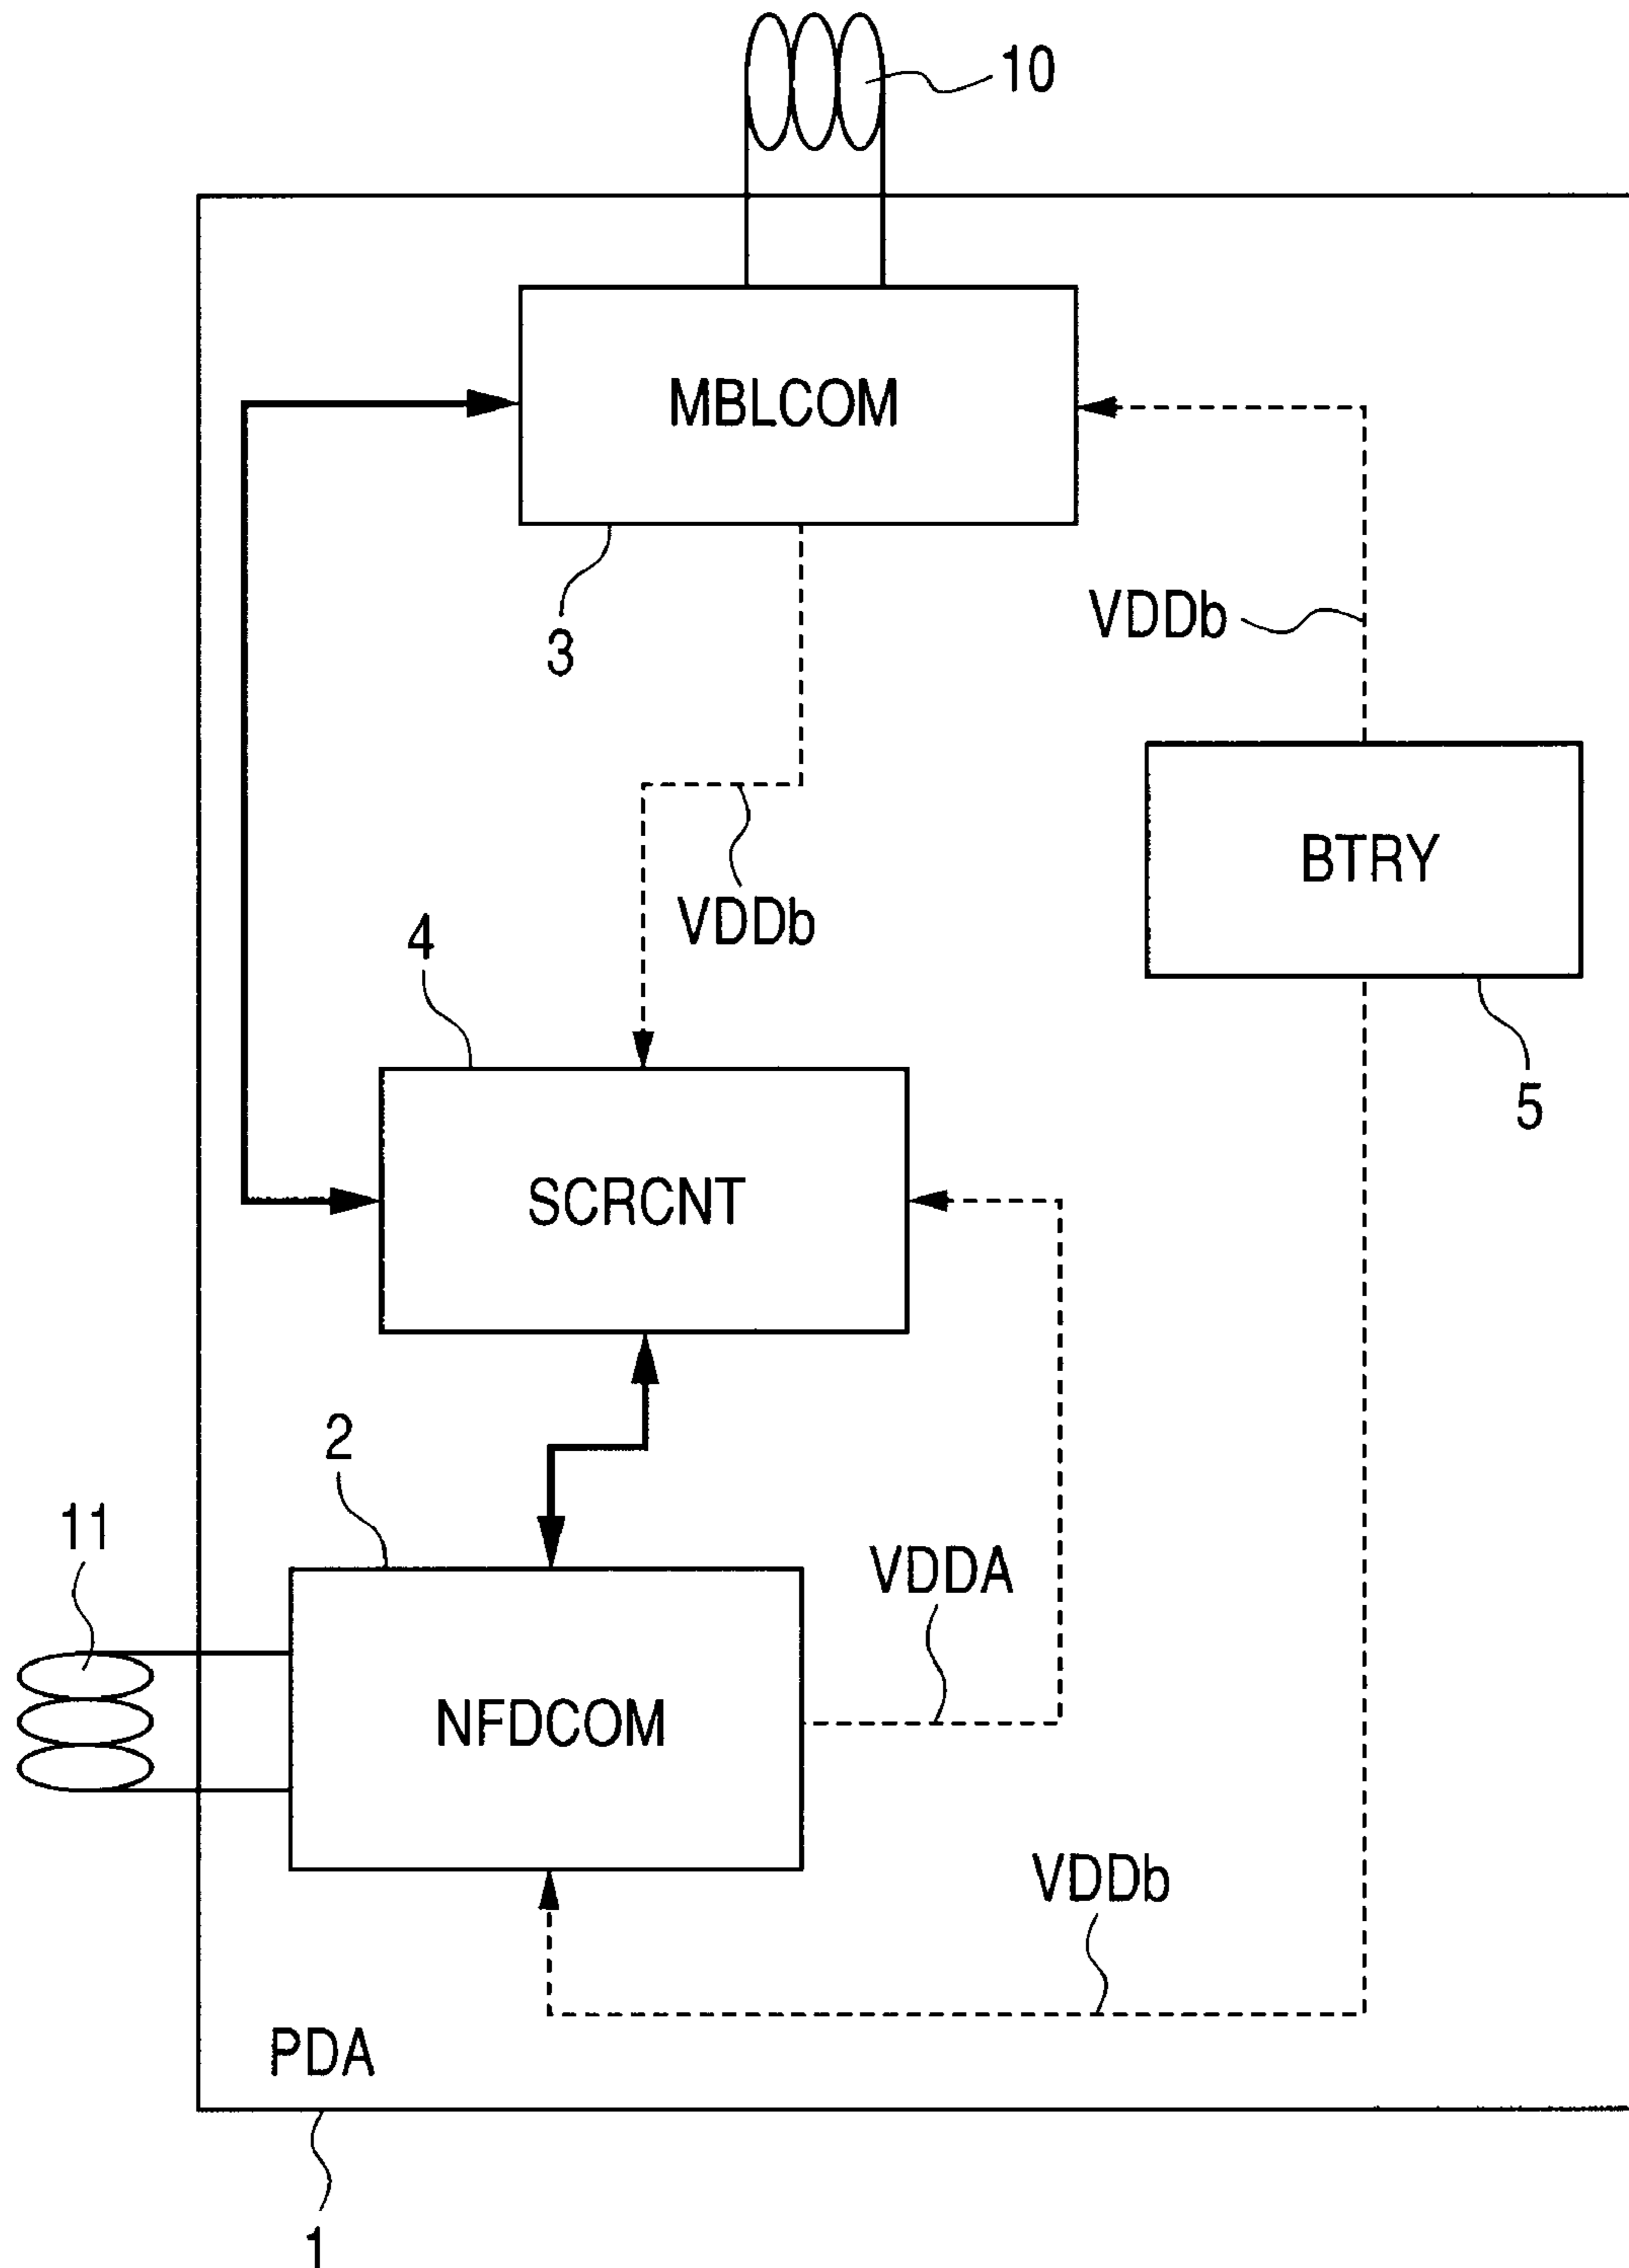 10
MBLCOM
3
VDDb
VDDb
BTRY
4
5
SCRCNT
2
11
VDDA
NFDCOM
VDDb
PDA
1